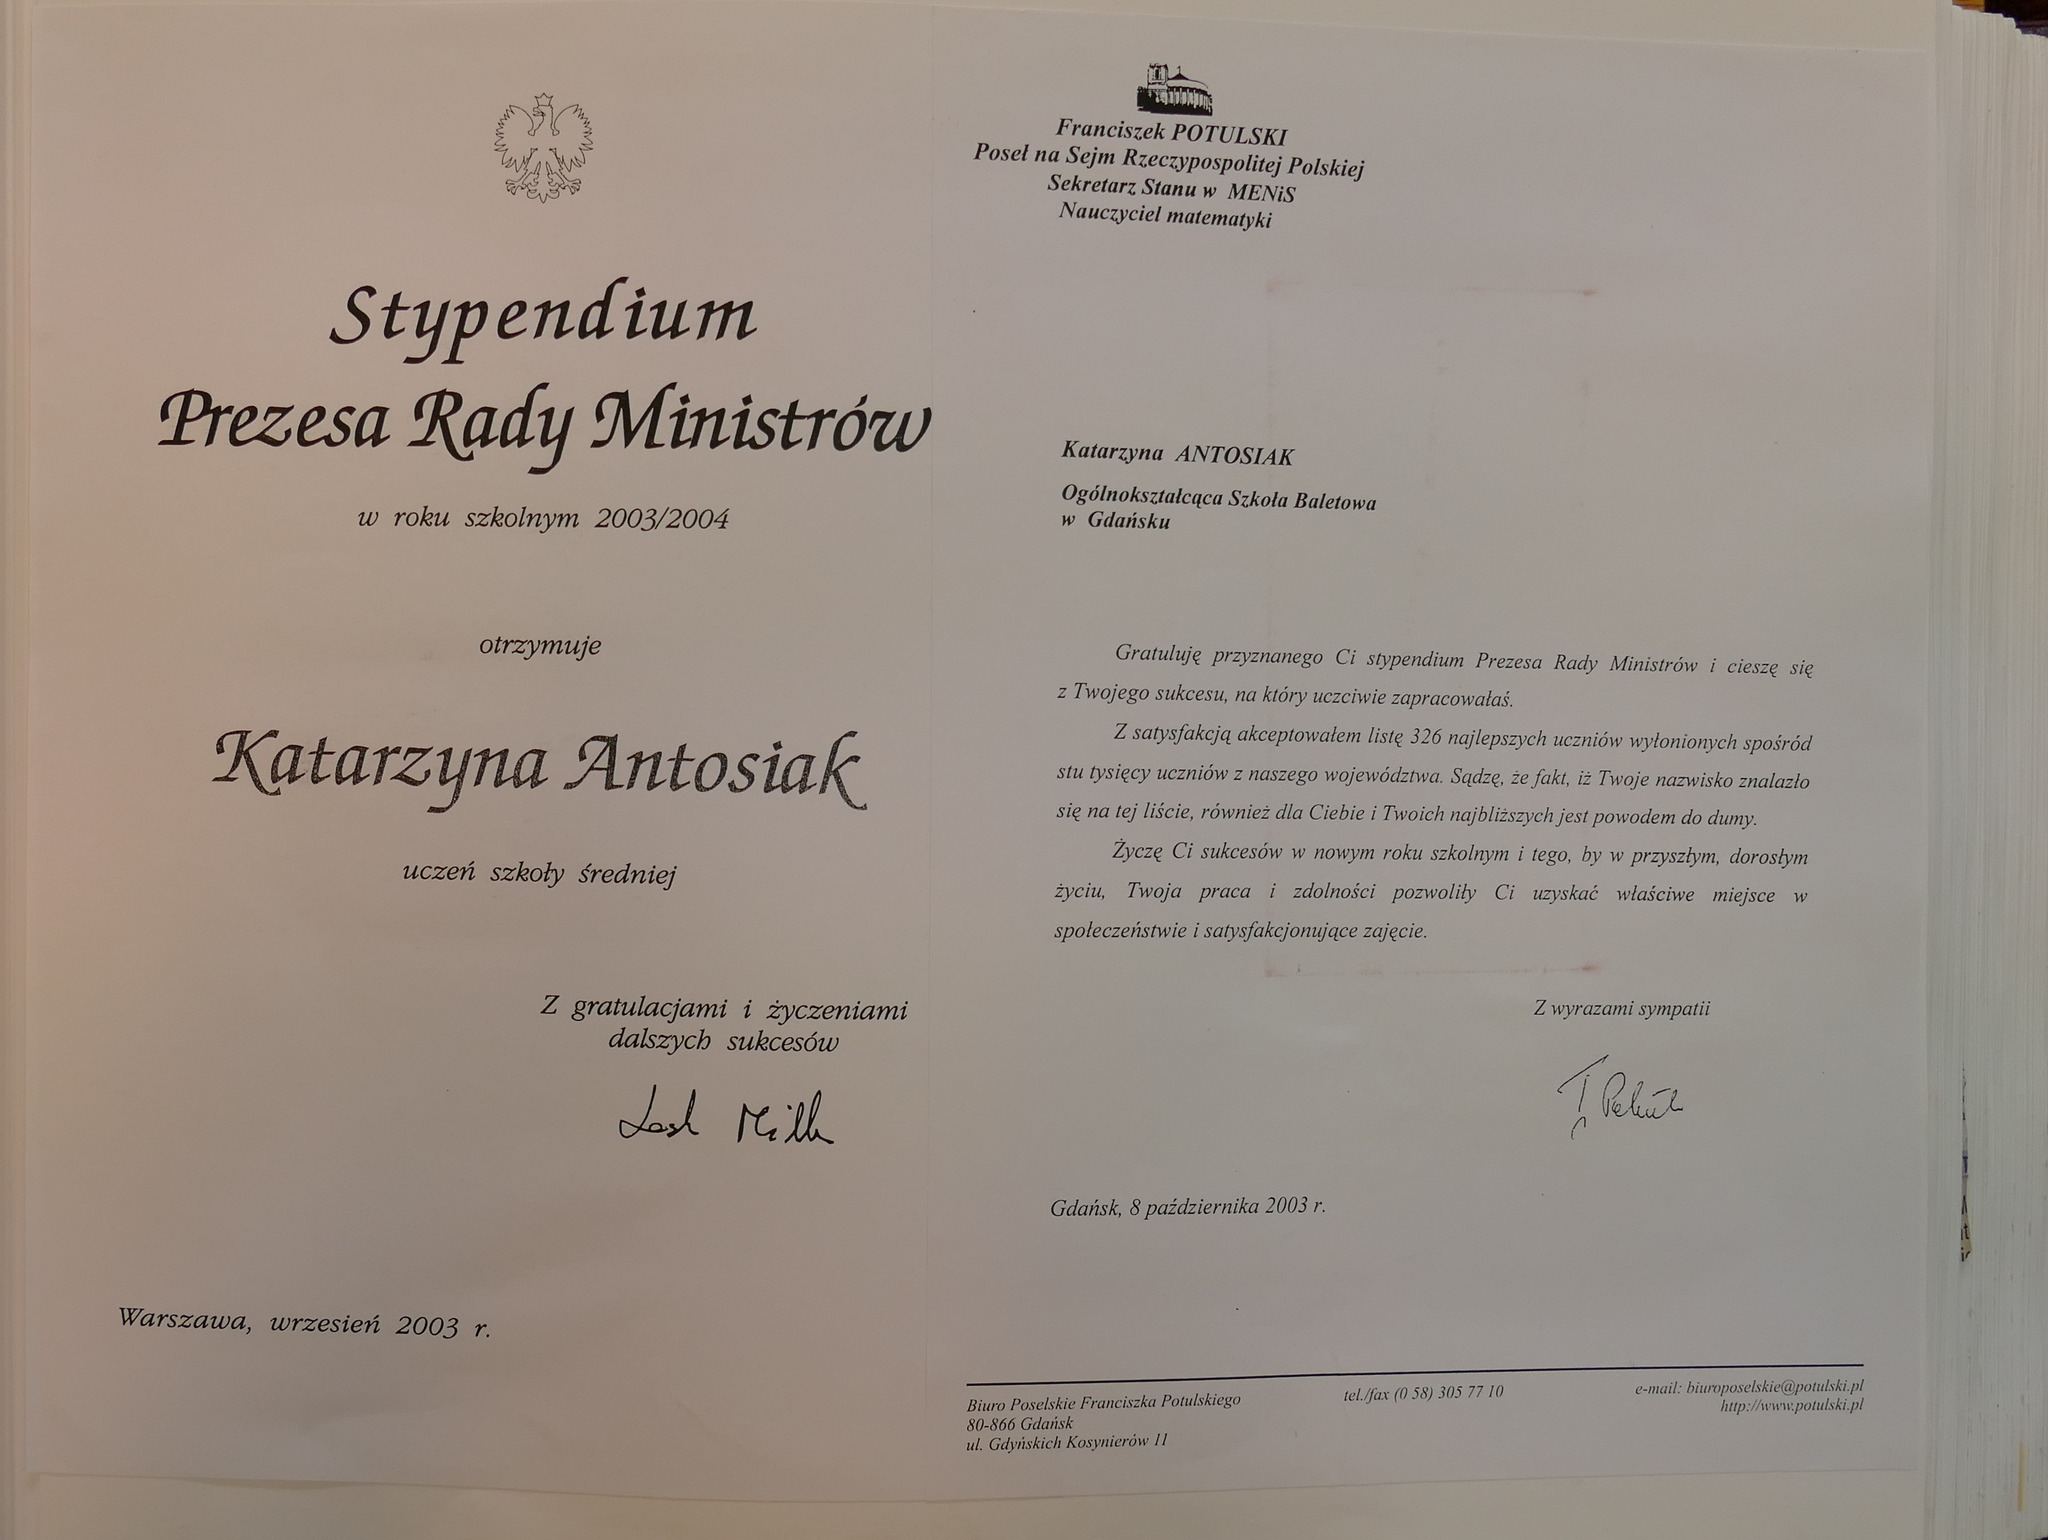 Stypendium
Prezesa Rady Ministrów
w roku szkolnym 2003/2004
otrzymuje
Katarzyna Antosiak
uczeń szkoły średniej
Z gratulacjami i życzeniami
dalszych sukcesów
Warszawa, wrzesień 2003 r.
Franciszek POTULSKI
Poseł na Sejm Rzeczypospolitej Polskiej
Sekretarz Stanu w MENiS
Nauczyciel matematyki
Katarzyna ANTOSIAK
Ogólnokształcąca Szkoła Baletowa
w Gdańsku
Gratuluję przyznanego Ci stypendium Prezesa Rady Ministrów i cieszę się
z Twojego sukcesu, na który uczciwie zapracowałaś.
Z satysfakcją akceptowałem listę 326 najlepszych uczniów wyłonionych spośród
stu tysięcy uczniów z naszego województwa. Sądzę, że fakt, iż Twoje nazwisko znalazło
się na tej liście, również dla Ciebie i Twoich najbliższych jest powodem do dumy.
Życzę Ci sukcesów w nowym roku szkolnym i tego, by w przyszłym, dorosłym
życiu, Twoja praca i zdolności pozwoliły Ci uzyskać właściwe miejsce w
społeczeństwie i satysfakcjonujące zajęcie.
Z wyrazami sympatii
Gdańsk, 8 października 2003 r.
Biuro Poselskie Franciszka Potulskiego
80-866 Gdańsk
ul. Gdyńskich Kosynierów 11
tel./fax (0 58) 305 77 10
e-mail: biuroposelskie@potulski.pl
http://www.potulski.pl